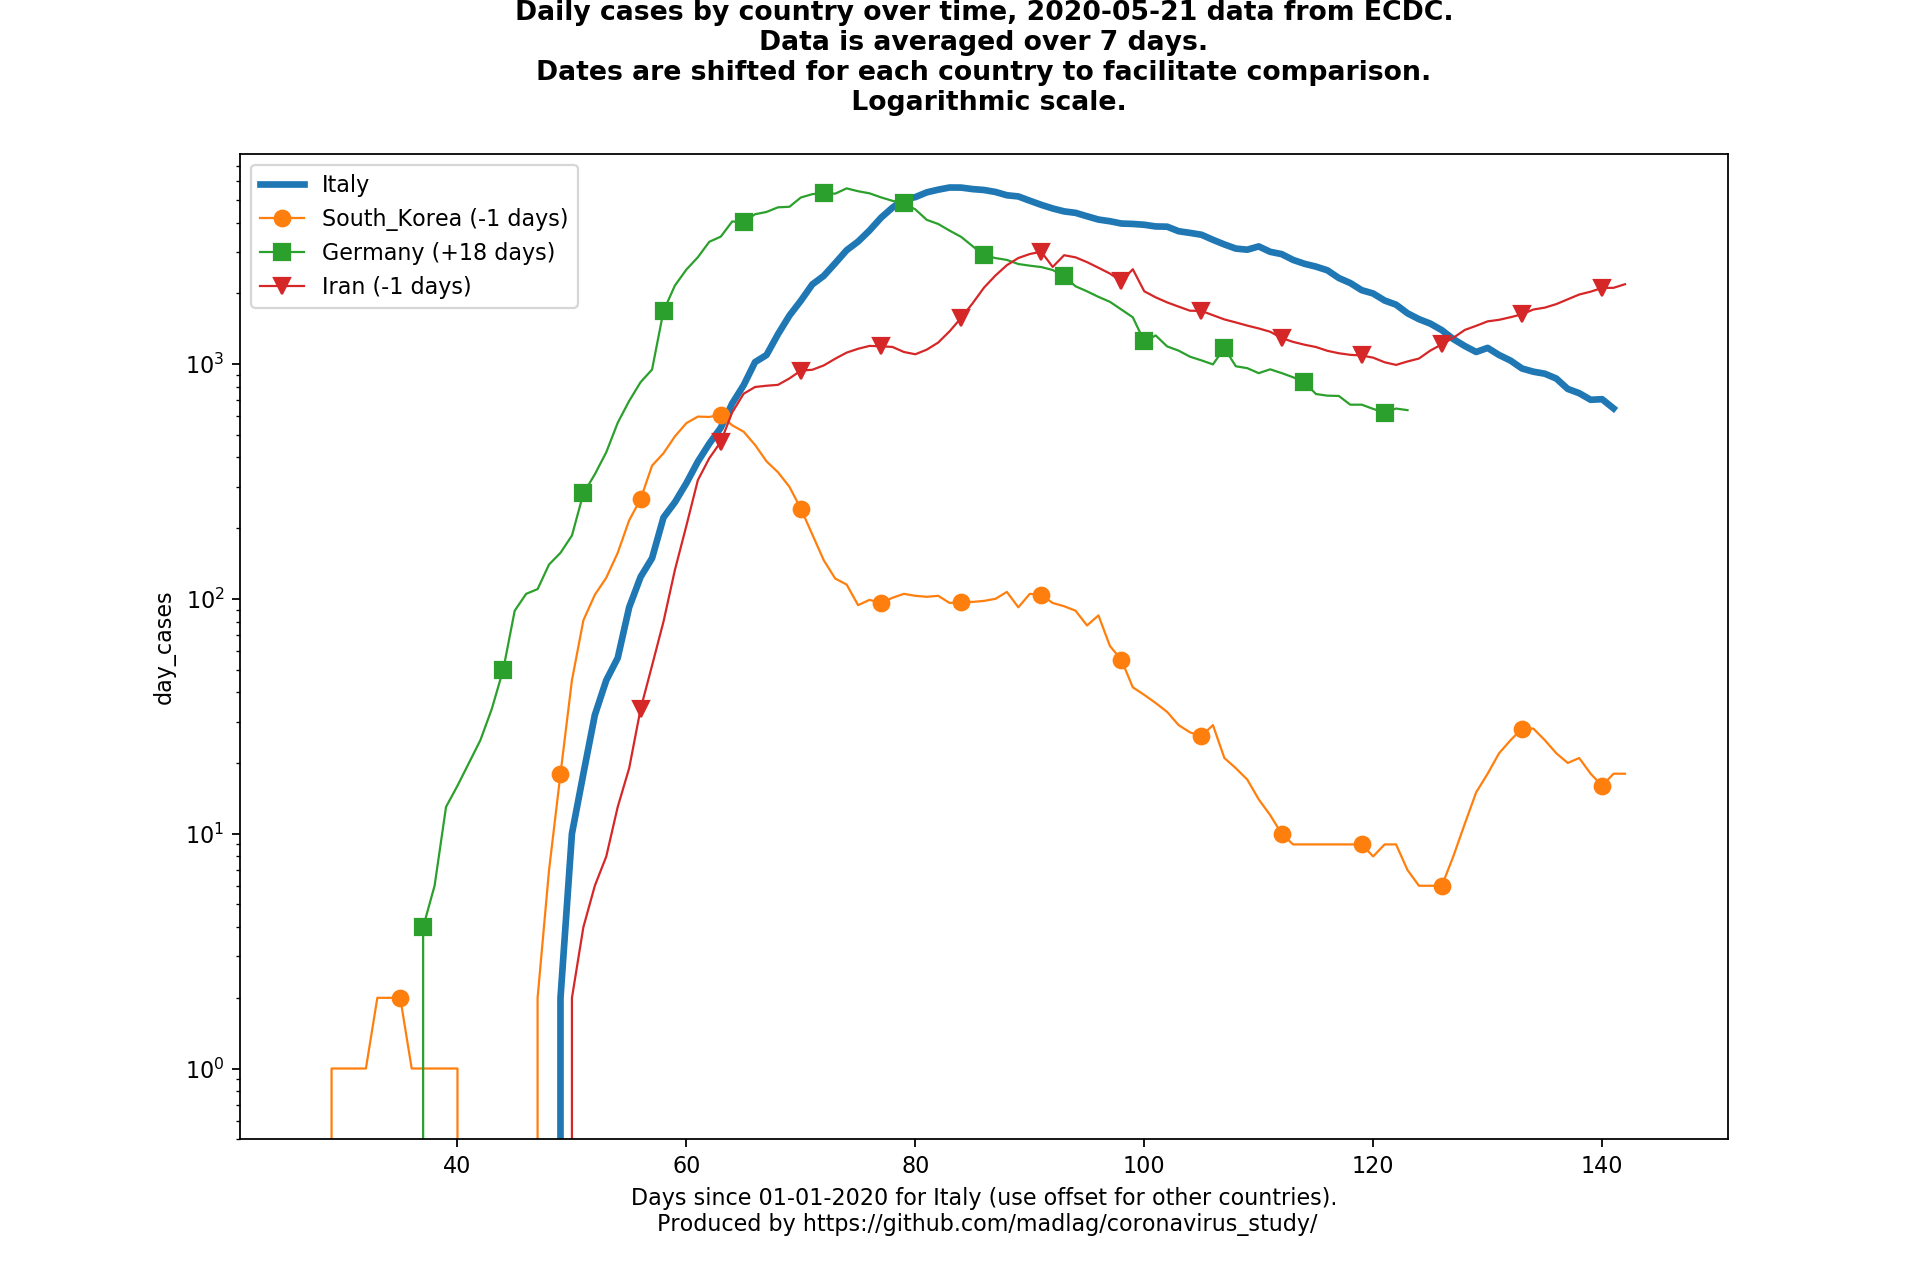 Daily cases by country over time, 2020-05-21 data from ECDC.
Data is averaged over 7 days.
Dates are shifted for each country to facilitate comparison.
Logarithmic scale.
Italy
South_Korea (-1 days)
Germany (+18 days)
Iran (-1 days)
day_cases
10³
10²
10¹
10⁰
40 60 80 100 120 140
Days since 01-01-2020 for Italy (use offset for other countries).
Produced by https://github.com/madlag/coronavirus_study/